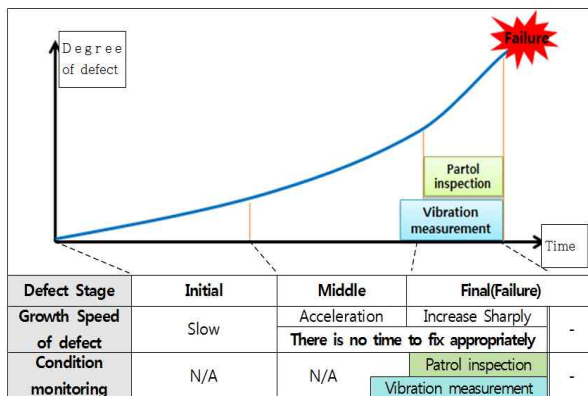 Failure
Degree
of defect
Partol
inspection
Vibration
measurement
Time
Defect Stage Initial Middle Final(Failure)
Growth Speed
of defect
Slow
Acceleration Increase Sharply
There is no time to fix appropriately
-
Condition
monitoring
N/A N/A
Patrol inspection
Vibration measurement
-